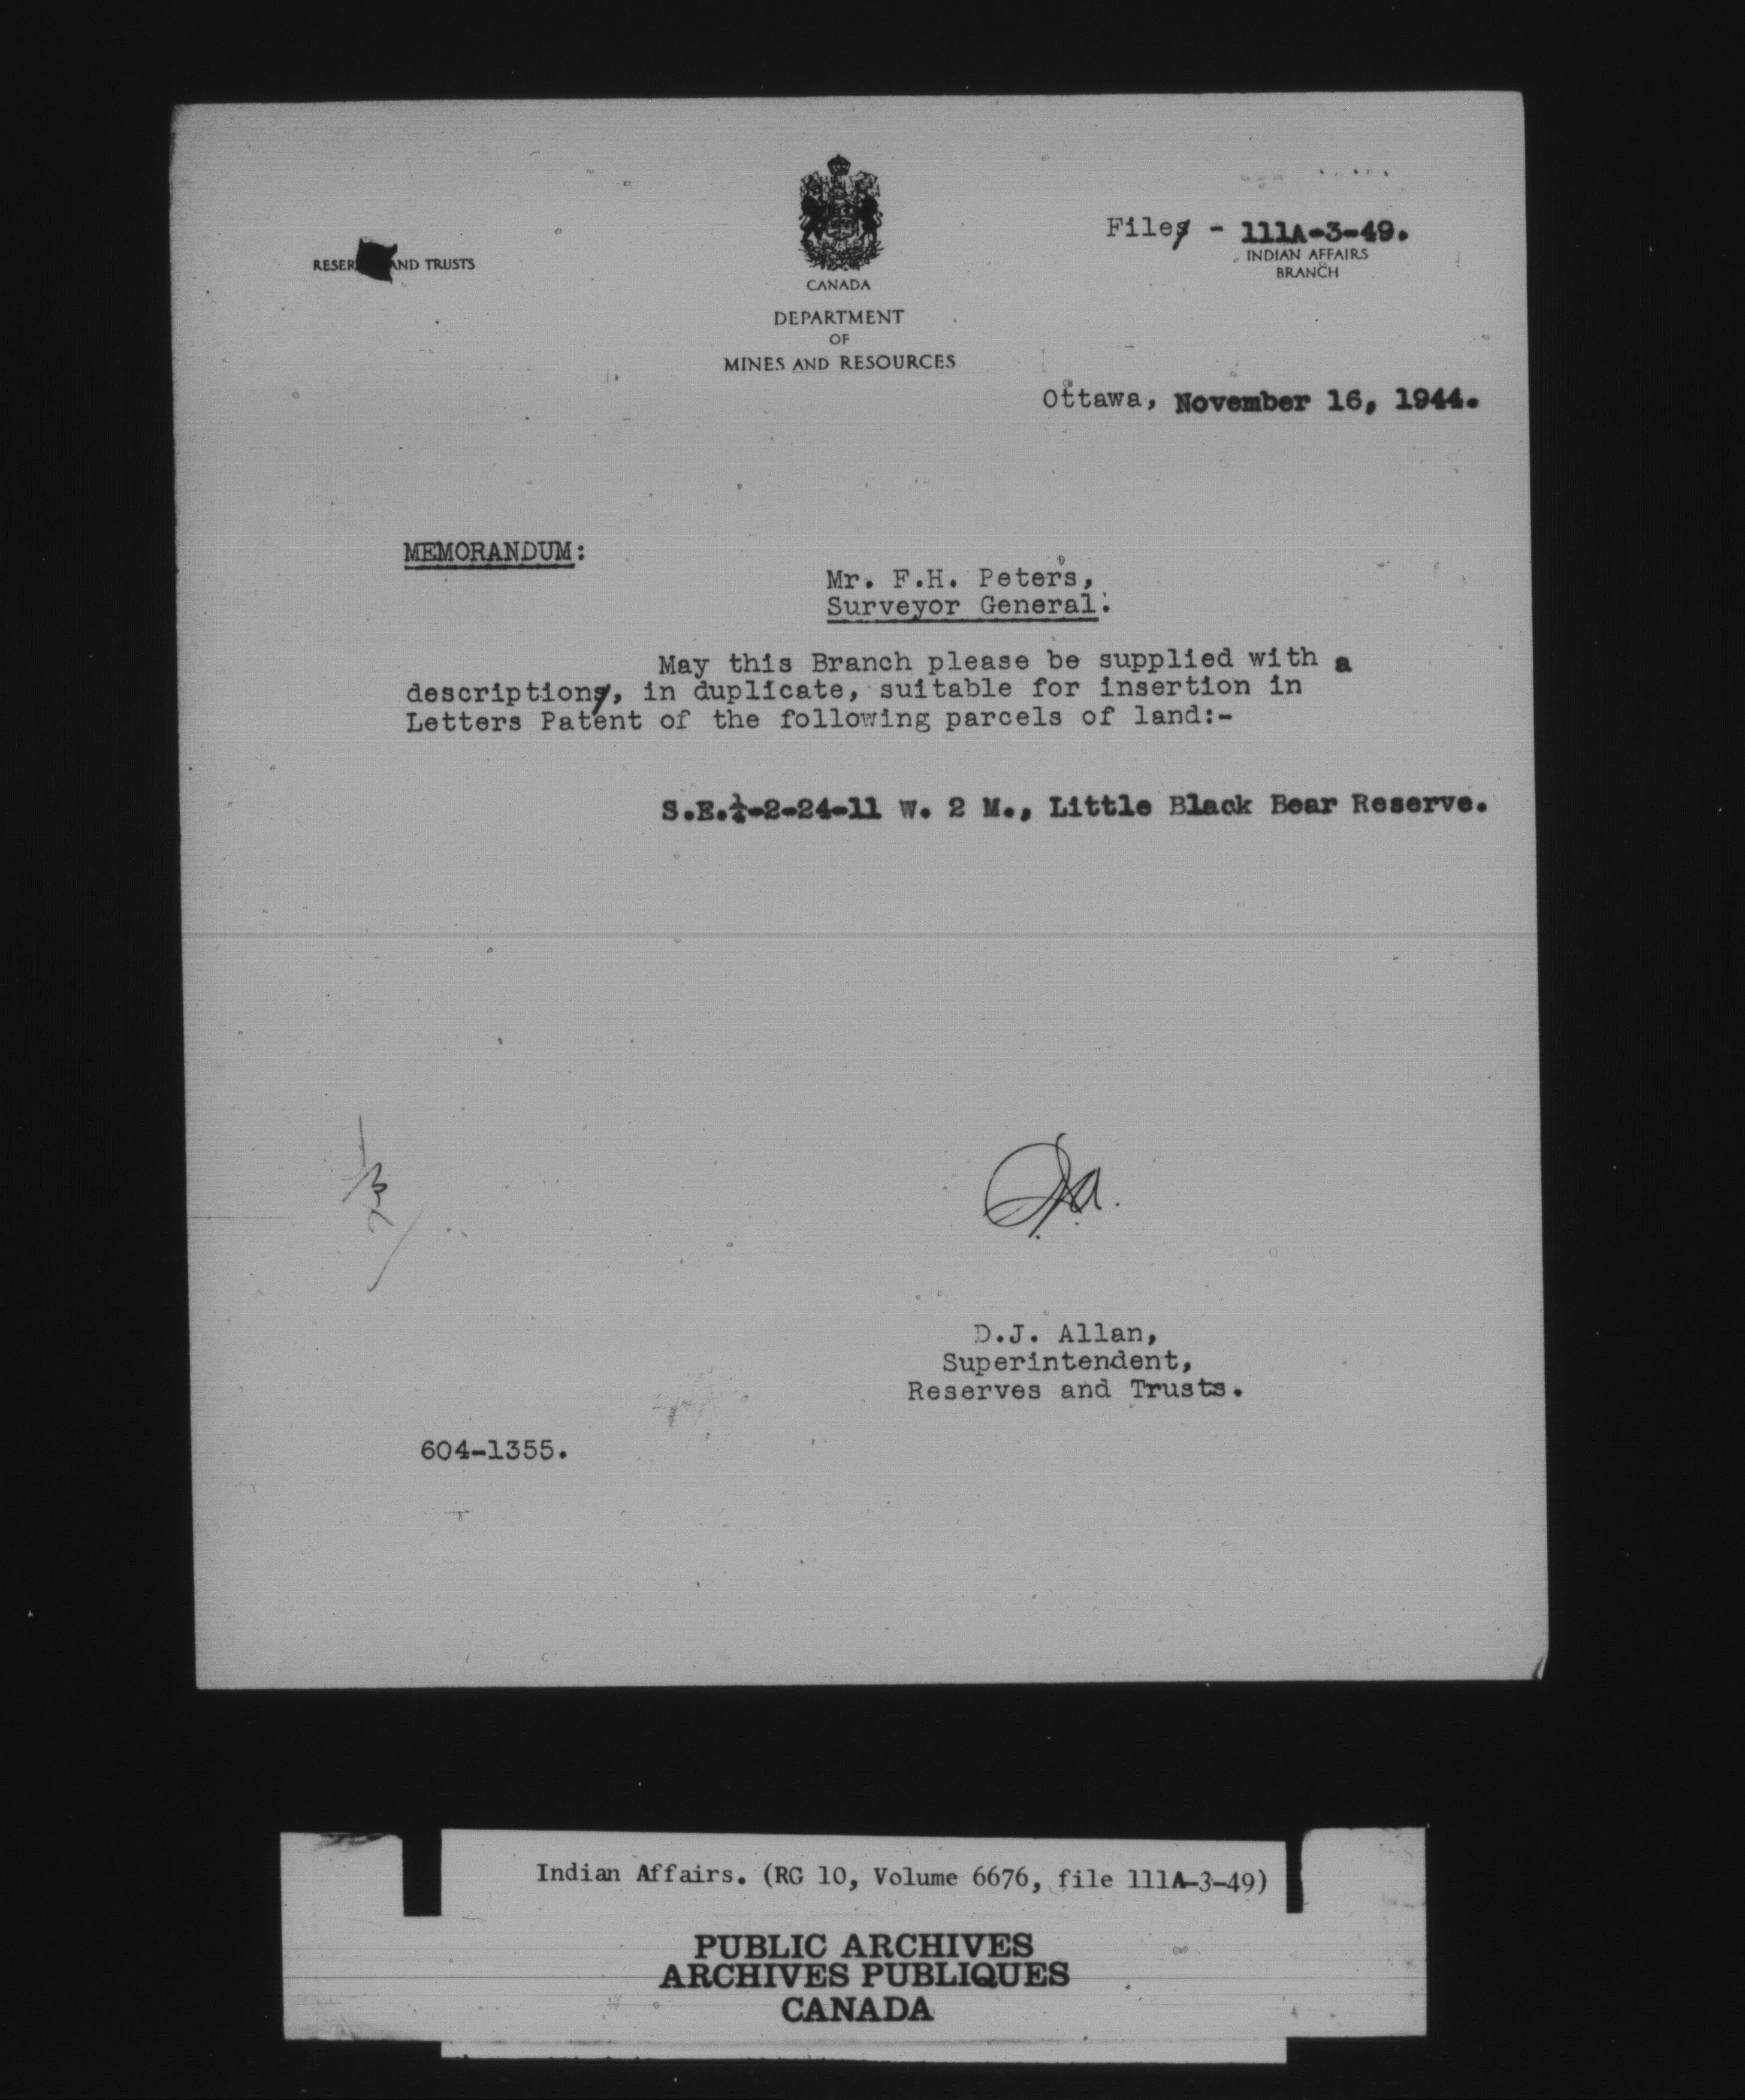 RESER AND TRUSTS
CANADA
DEPARTMENT
OF
MINES AND RESOURCES
File - 111A-3-49.
INDIAN AFFAIRS
BRANCH
Ottawa, November 16, 1944.
MEMORANDUM:
Mr. F.H. Peters,
Surveyor General.
May this Branch please be supplied with a
description, in duplicate, suitable for insertion in
Letters Patent of the following parcels of land:-
S.E.¼-2-24-11 W. 2 M., Little Black Bear Reserve.
D.J.A.
D.J. Allan,
Superintendent,
Reserves and Trusts.
604-1355.
Indian Affairs. (RG 10, Volume 6676, file 111A-3-49)
PUBLIC ARCHIVES
ARCHIVES PUBLIQUES
CANADA